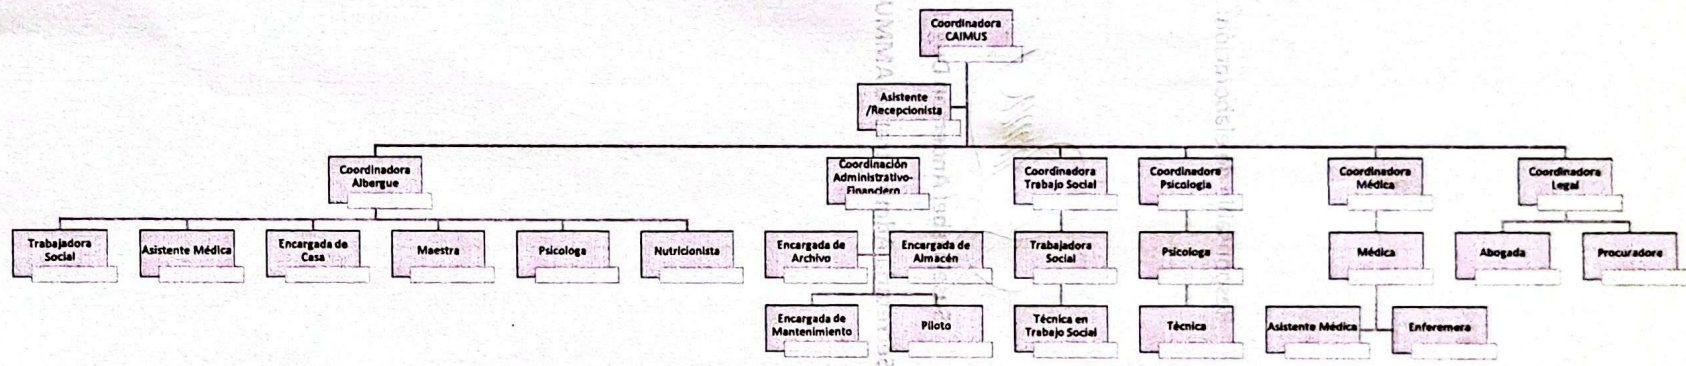 Coordinadora
CAIMUS
Asistente
/Recepcionista
Coordinadora
Albergue
Coordinación
Administrativo-
Financiero
Coordinadora
Trabajo Social
Coordinadora
Psicologia
Coordinadora
Médica
Coordinadora
Legal
Trabajadora
Social
Asistente Médica
Encargada de
Casa
Maestra
Psicologa
Nutricionista
Encargada de
Archivo
Encargada de
Almacén
Trabajadora
Social
Psicologa
Médica
Abogada
Procuradora
Encargada de
Mantenimiento
Piloto
Técnica en
Trabajo Social
Técnica
Asistente Médica
Enferemera